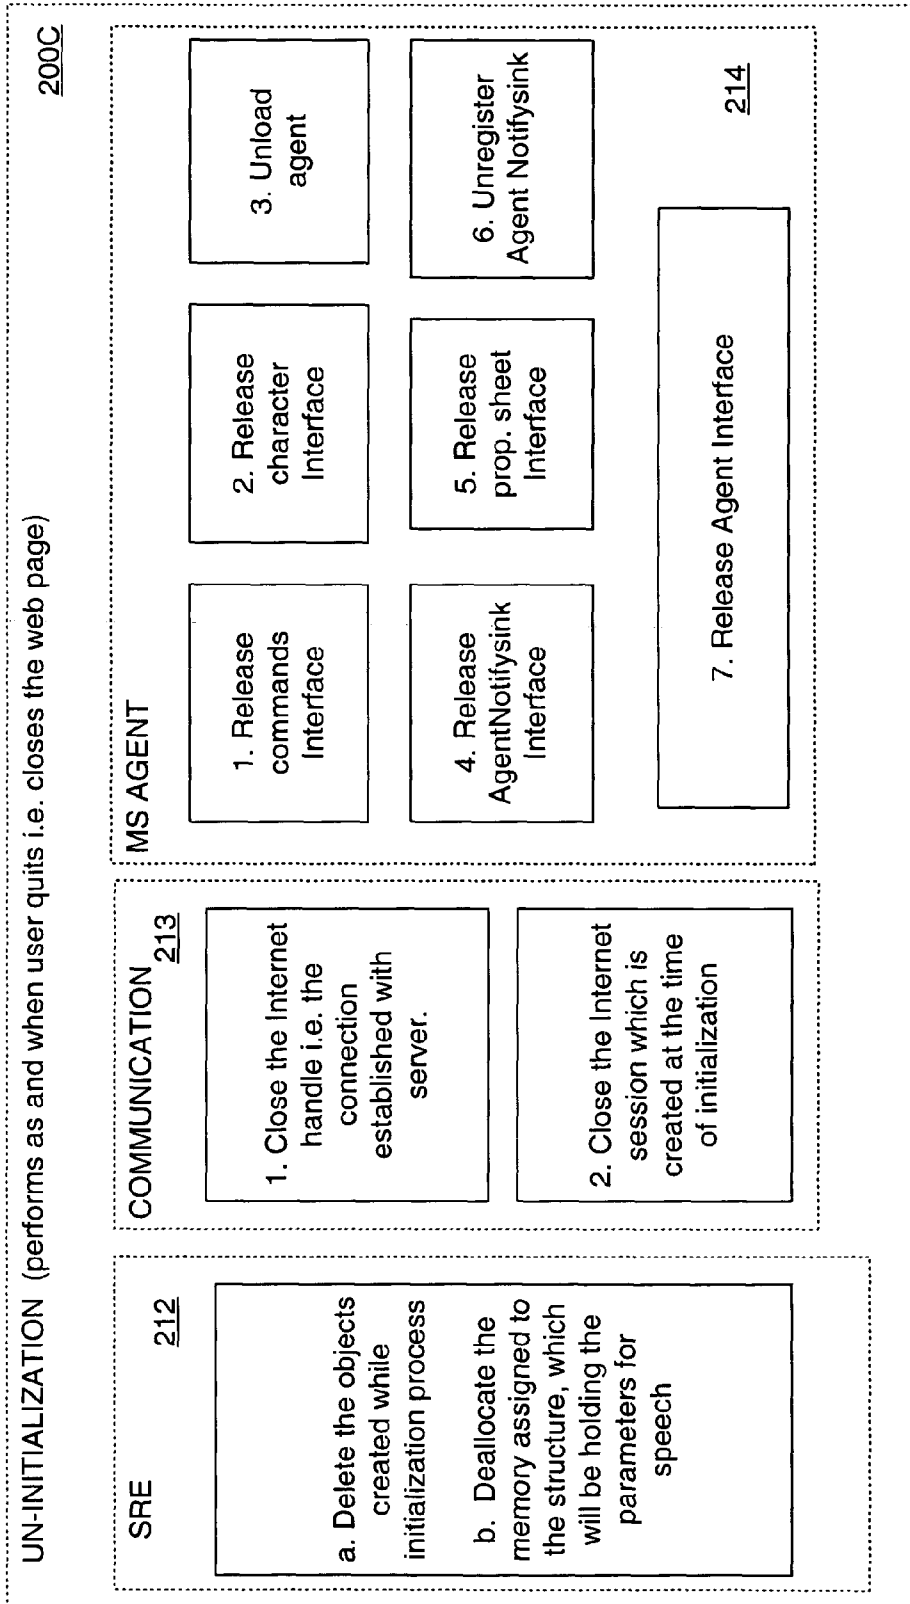 UN-INITIALIZATION (performs as and when user quits i.e. closes the web page)
200C
SRE
212
a. Delete the objects
created while
initialization process
b. Deallocate the
memory assigned to
the structure, which
will be holding the
parameters for
speech
COMMUNICATION
213
1. Close the Internet
handle i.e. the
connection
established with
server.
2. Close the Internet
session which is
created at the time
of initialization
MS AGENT
1. Release
commands
Interface
2. Release
character
Interface
3. Unload
agent
4. Release
AgentNotifysink
Interface
5. Release
prop. sheet
Interface
6. Unregister
Agent Notifysink
7. Release Agent Interface
214